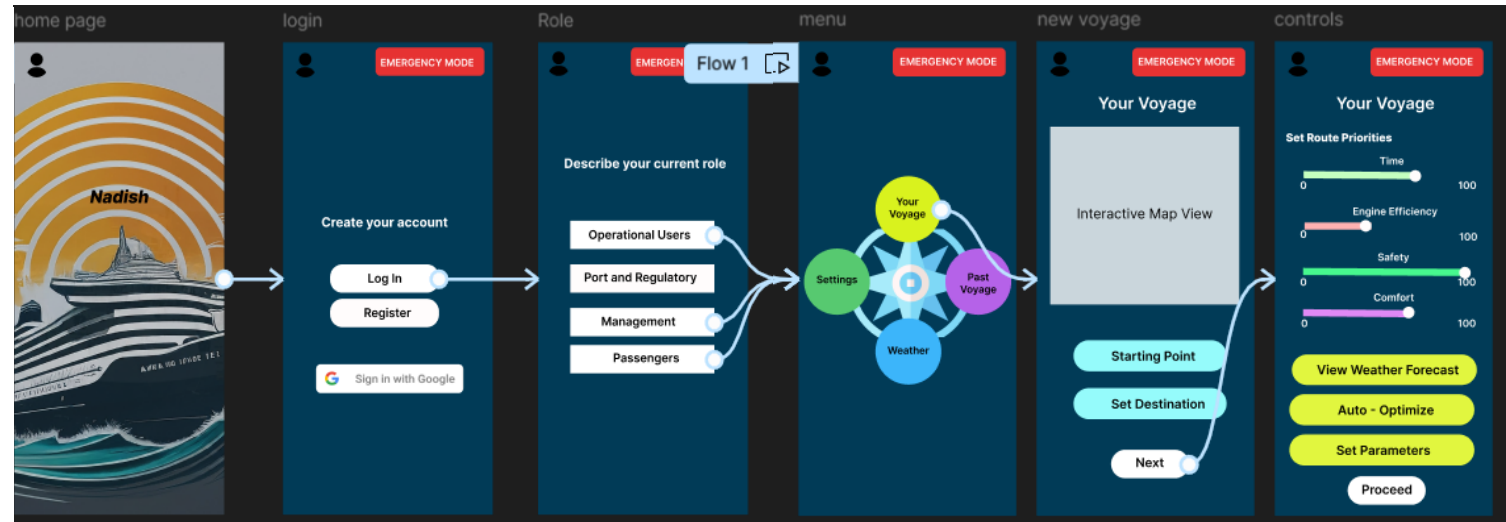 home page
Nadish
login
EMERGENCY MODE
Create your account
Log In
Register
Sign in with Google
Role
EMERGEN
Flow 1
Describe your current role
Operational Users
Port and Regulatory
Management
Passengers
menu
EMERGENCY MODE
Your
Voyage
Settings
Past
Voyage
Weather
new voyage
EMERGENCY MODE
Your Voyage
Interactive Map View
Starting Point
Set Destination
Next
controls
EMERGENCY MODE
Your Voyage
Set Route Priorities
Time
0
100
Engine Efficiency
0
100
Safety
0
100
Comfort
0
100
View Weather Forecast
Auto - Optimize
Set Parameters
Proceed